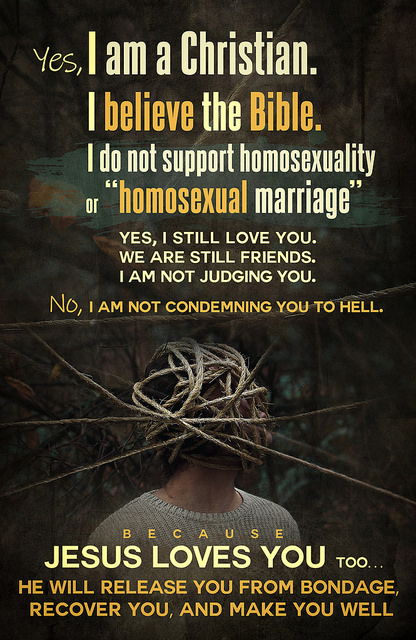 Yes, I am a Christian.
I believe the Bible.
I do not support homosexuality
or "homosexual marriage"
YES, I STILL LOVE YOU.
WE ARE STILL FRIENDS.
I AM NOT JUDGING YOU.
No, I AM NOT CONDEMNING YOU TO HELL.
BECAUSE
JESUS LOVES YOU TOO...
HE WILL RELEASE YOU FROM BONDAGE,
RECOVER YOU, AND MAKE YOU WELL